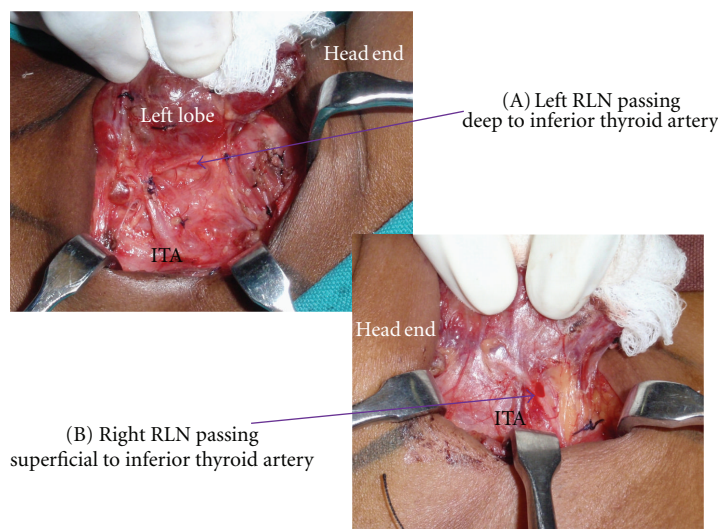 Head end
Left lobe
(A) Left RLN passing
deep to inferior thyroid artery
ITA
Head end
ITA
(B) Right RLN passing
superficial to inferior thyroid artery